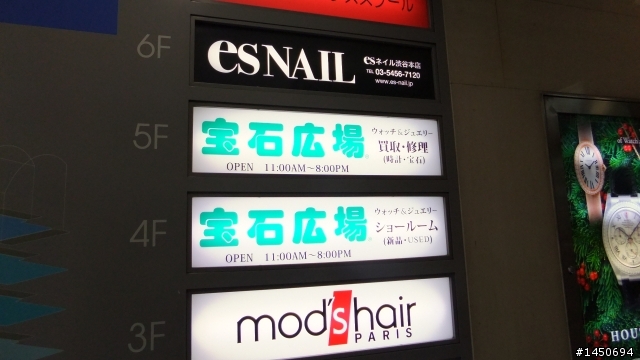 6F
es NAIL
esネイル渋谷本店
TEL 03-5456-7120
www.es-nail.jp
5F
宝石広場
ウォッチ&ジュエリー
買取・修理
(時計・宝石)
OPEN 11:00AM~8:00PM
4F
宝石広場
ウォッチ&ジュエリー
ショールーム
(新品・USED)
OPEN 11:00AM~8:00PM
3F
mod's hair
PARIS
#1450694